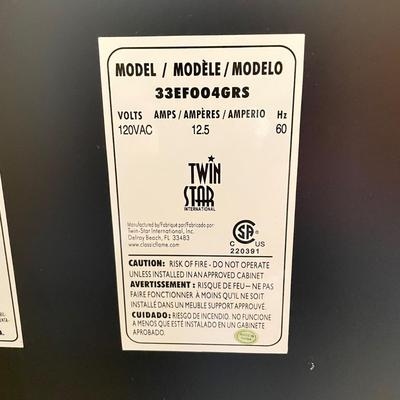 MODEL / MODÈLE / MODELO
33EF004GRS
VOLTS AMPS / AMPÈRES / AMPERIO Hz
120VAC 12.5 60
TWIN
STAR
INTERNATIONAL
Manufactured by/Fabriqué par/Fabricado por:
Twin-Star International, Inc.
Delray Beach, FL 33483
www.classicflame.com
SA
C US
220391
CAUTION: RISK OF FIRE - DO NOT OPERATE
UNLESS INSTALLED IN AN APPROVED CABINET
AVERTISSEMENT : RISQUE DE FEU – NE PAS
FAIRE FONCTIONNER À MOINS QU'IL NE SOIT
INSTALLÉ DANS UN MEUBLE SUPPORT APPROUVÉ.
CUIDADO: RIESGO DE INCENDIO. NO FUNCIONE
A MENOS QUE ESTÉ INSTALADO EN UN GABINETE
APROBADO.